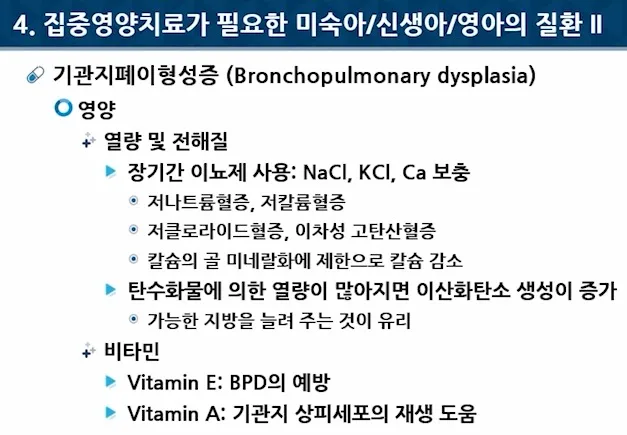 4. 집중영양치료가 필요한 미숙아/신생아/영아의 질환 II
기관지폐이형성증 (Bronchopulmonary dysplasia)
영양
열량 및 전해질
장기간 이뇨제 사용: NaCl, KCl, Ca 보충
저나트륨혈증, 저칼륨혈증
저클로라이드혈증, 이차성 고탄산혈증
칼슘의 골 미네랄화에 제한으로 칼슘 감소
탄수화물에 의한 열량이 많아지면 이산화탄소 생성이 증가
가능한 지방을 늘려 주는 것이 유리
비타민
Vitamin E: BPD의 예방
Vitamin A: 기관지 상피세포의 재생 도움